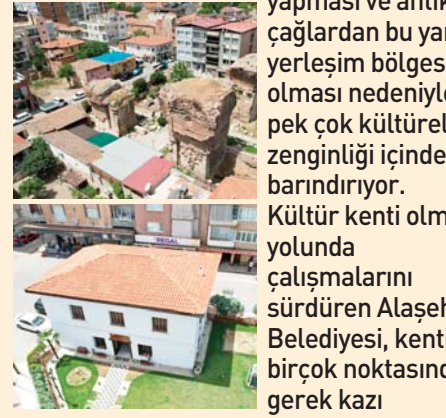 yapması ve antik
çağlardan bu yan
yerleşim bölges
olması nedeniyle
pek çok kültürel
zenginliği içinde
barındırıyor.
Kültür kenti olm
yolunda
çalışmalarını
sürdüren Alaşeh
Belediyesi, kenti
birçok noktasınd
gerek kazı
REGAL